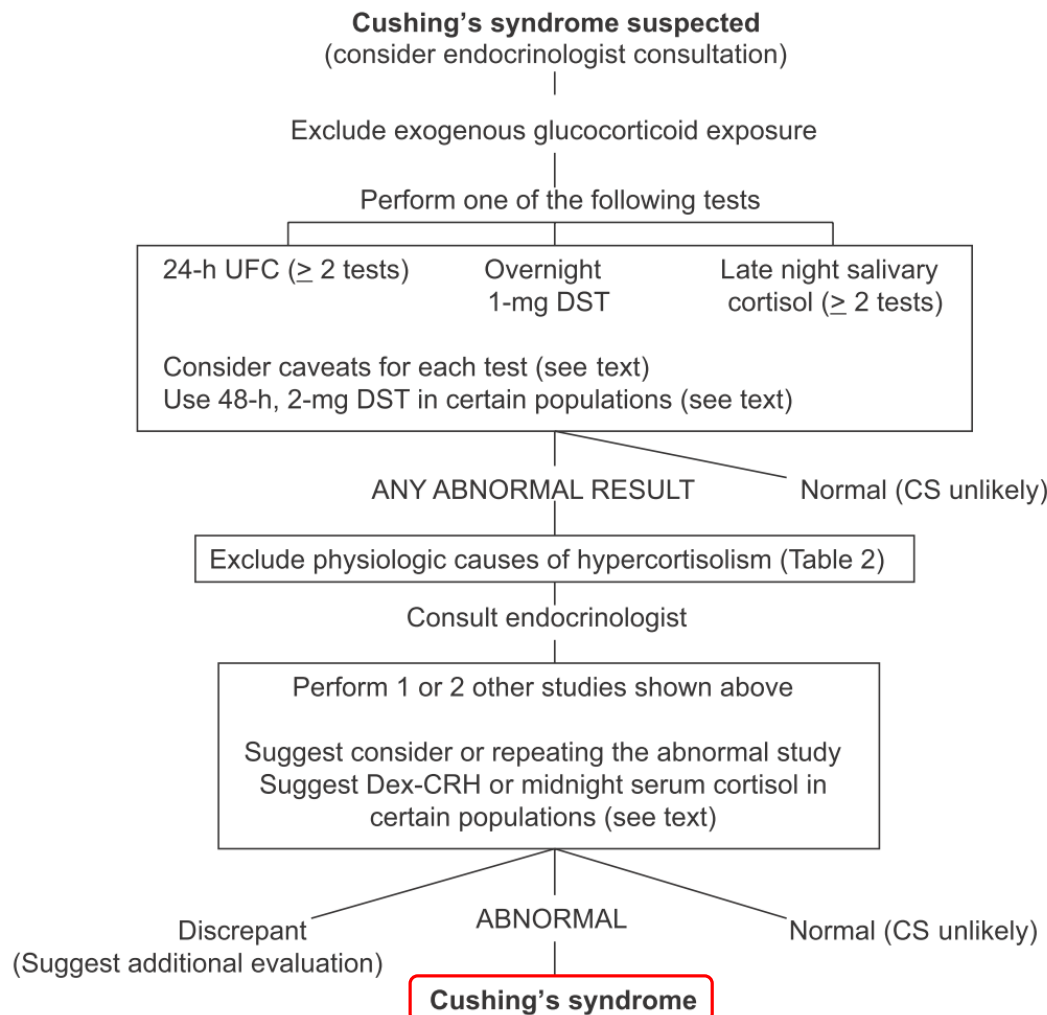 Cushing's syndrome suspected
(consider endocrinologist consultation)
Exclude exogenous glucocorticoid exposure
Perform one of the following tests
24-h UFC (≥ 2 tests)
Overnight
1-mg DST
Late night salivary
cortisol (≥ 2 tests)
Consider caveats for each test (see text)
Use 48-h, 2-mg DST in certain populations (see text)
ANY ABNORMAL RESULT
Normal (CS unlikely)
Exclude physiologic causes of hypercortisolism (Table 2)
Consult endocrinologist
Perform 1 or 2 other studies shown above
Suggest consider or repeating the abnormal study
Suggest Dex-CRH or midnight serum cortisol in
certain populations (see text)
Discrepant
(Suggest additional evaluation)
ABNORMAL
Normal (CS unlikely)
Cushing's syndrome